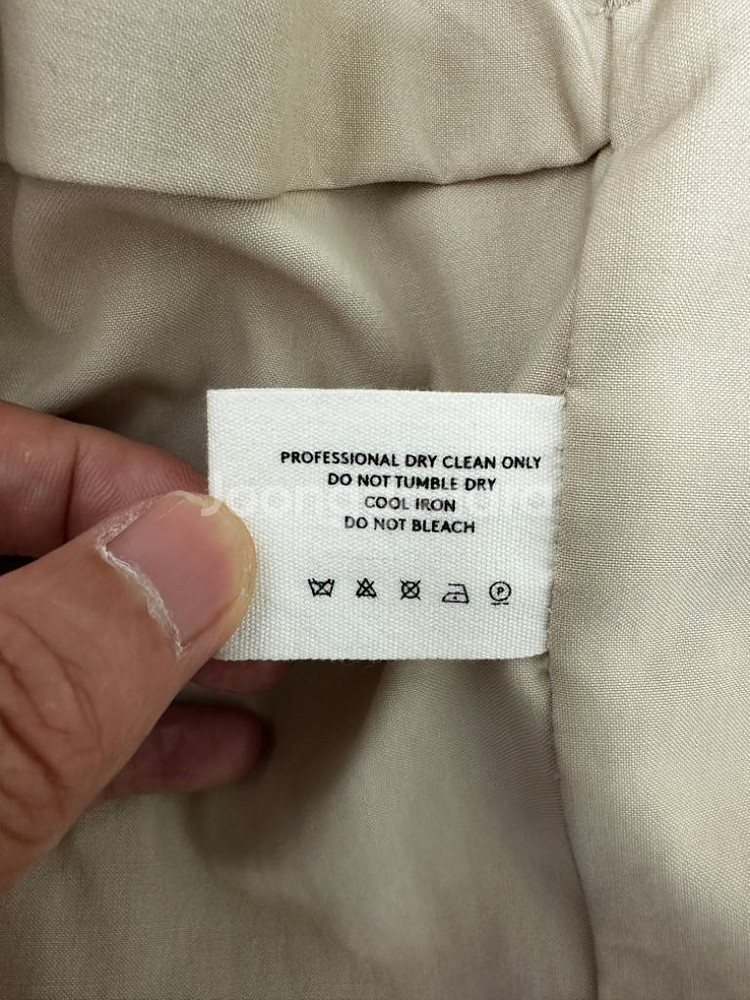 PROFESSIONAL DRY CLEAN ONLY
DO NOT TUMBLE DRY
COOL IRON
DO NOT BLEACH
P